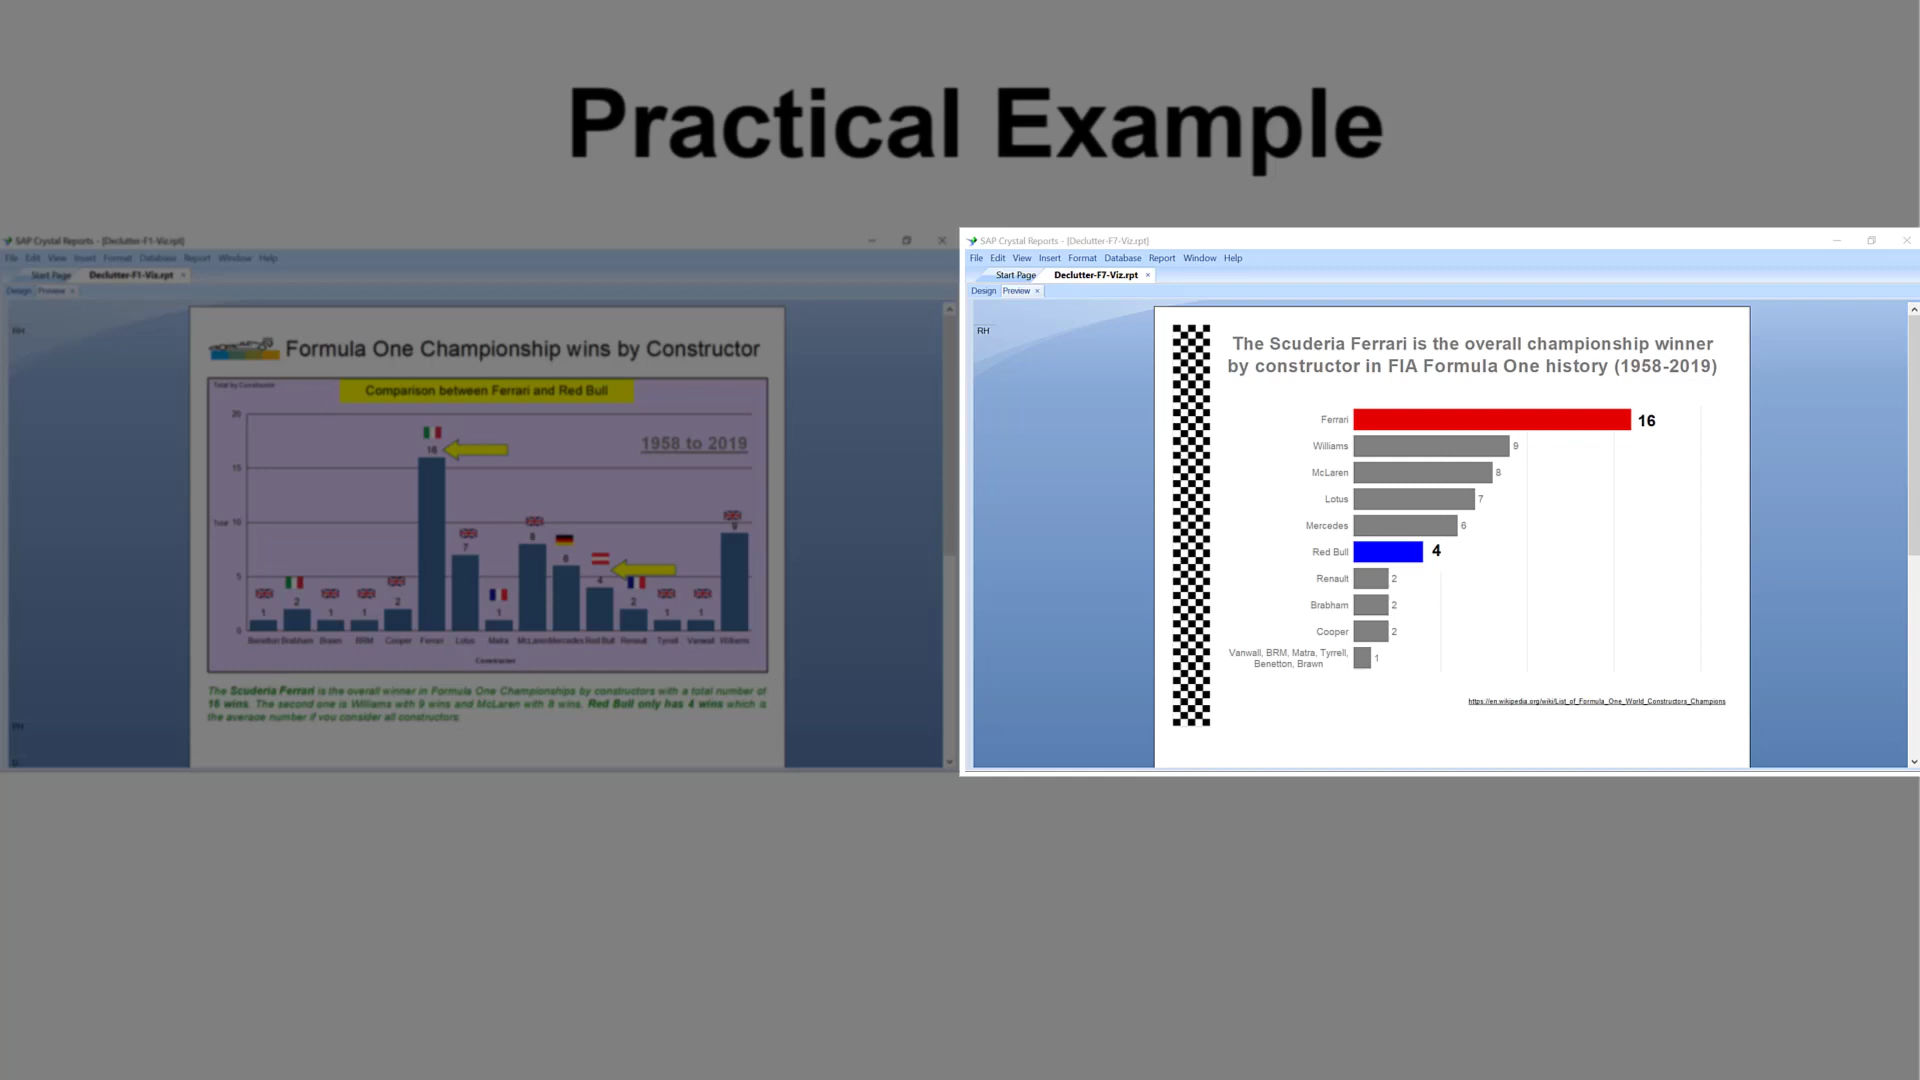 Practical Example
SAP Crystal Reports - [Declutter-F1-Viz.rpt]
File Edit View Insert Format Database Report Window Help
Start Page Declutter-F1-Viz.rpt ×
Design Preview ×
RH
Formula One Championship wins by Constructor
Total by Constructor
Comparison between Ferrari and Red Bull
1958 to 2019
20
15
10
5
0
1 2 1 1 2 16 7 1 8 6 4 2 1 1 9
Benetton Brabham Brawn BRM Cooper Ferrari Lotus Matra McLaren Mercedes Red Bull Renault Tyrrell Vanwall Williams
Constructor
The Scuderia Ferrari is the overall winner in Formula One Championships by constructors with a total number of
16 wins. The second one is Williams with 9 wins and McLaren with 8 wins. Red Bull only has 4 wins which is
the average number if you consider all constructors.
SAP Crystal Reports - [Declutter-F7-Viz.rpt]
File Edit View Insert Format Database Report Window Help
Start Page Declutter-F7-Viz.rpt ×
Design Preview ×
RH
The Scuderia Ferrari is the overall championship winner
by constructor in FIA Formula One history (1958-2019)
Ferrari 16
Williams 9
McLaren 8
Lotus 7
Mercedes 6
Red Bull 4
Renault 2
Brabham 2
Cooper 2
Vanwall, BRM, Matra, Tyrrell,
Benetton, Brawn 1
https://en.wikipedia.org/wiki/List_of_Formula_One_World_Constructors_Champions